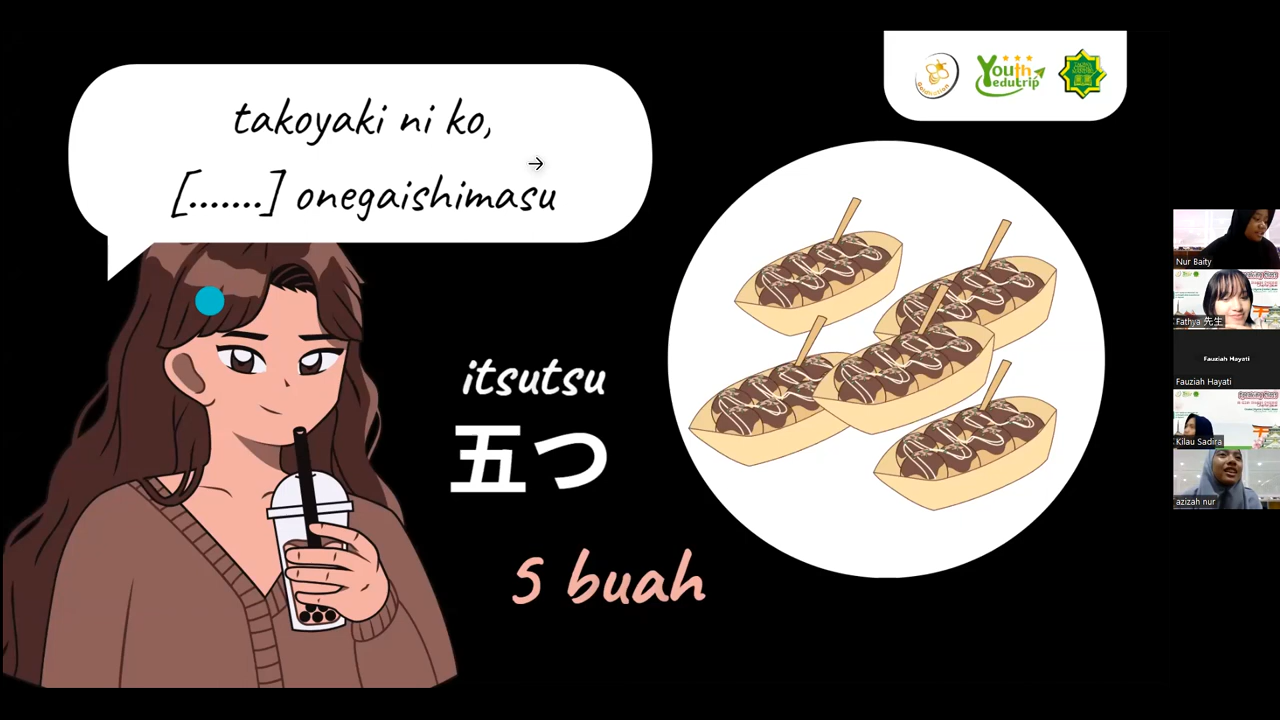 takoyaki ni ko,
[.......] onegaishimasu
→
itsutsu
五つ
5 buah
Youth
edutrip
Nur Baity
Fathya 先生
Fauziah Hayati
Fauziah Hayati
Kilau Sadira
azizah nur